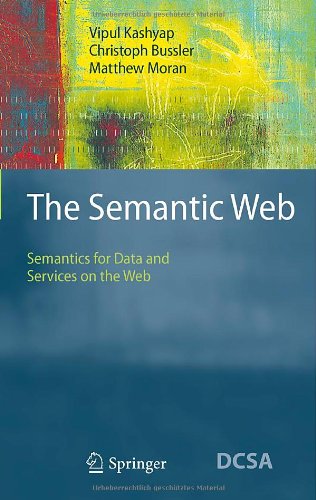 Vipul Kashyap
Christoph Bussler
Matthew Moran
The Semantic Web
Semantics for Data and
Services on the Web
Springer
DCSA